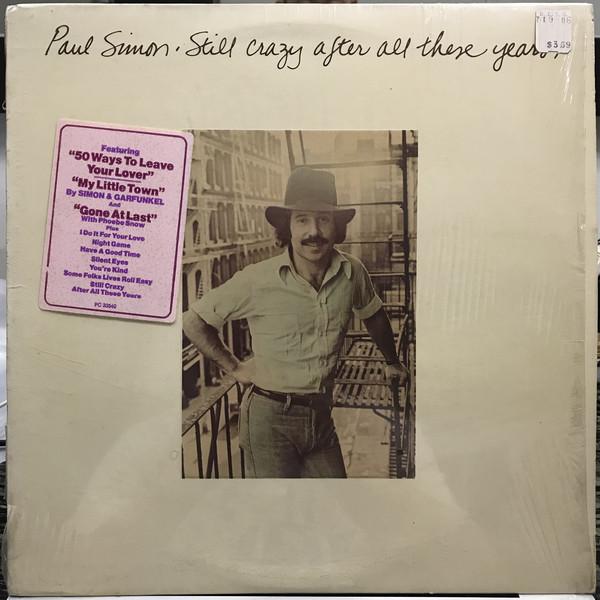 Paul Simon · Still crazy after all these years
$3.69
Featuring
"50 Ways To Leave
Your Lover"
"My Little Town"
By SIMON & GARFUNKEL
And
"Gone At Last"
With Phoebe Snow
Plus
I Do It For Your Love
Night Game
Have A Good Time
Silent Eyes
You're Kind
Some Folks Lives Roll Easy
Still Crazy
After All These Years
PC 33540